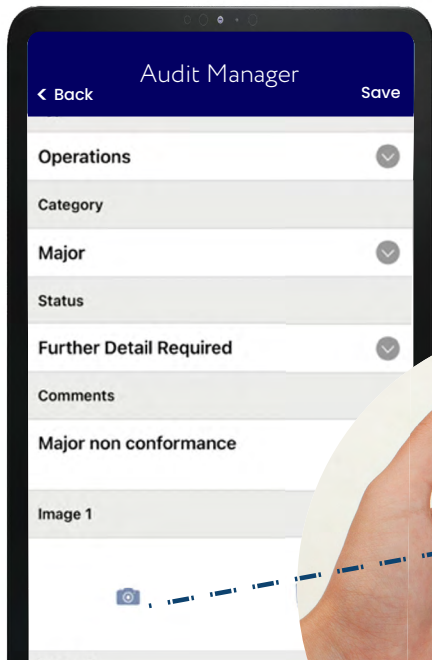 Audit Manager
< Back
Save
Operations
Category
Major
Status
Further Detail Required
Comments
Major non conformance
Image 1